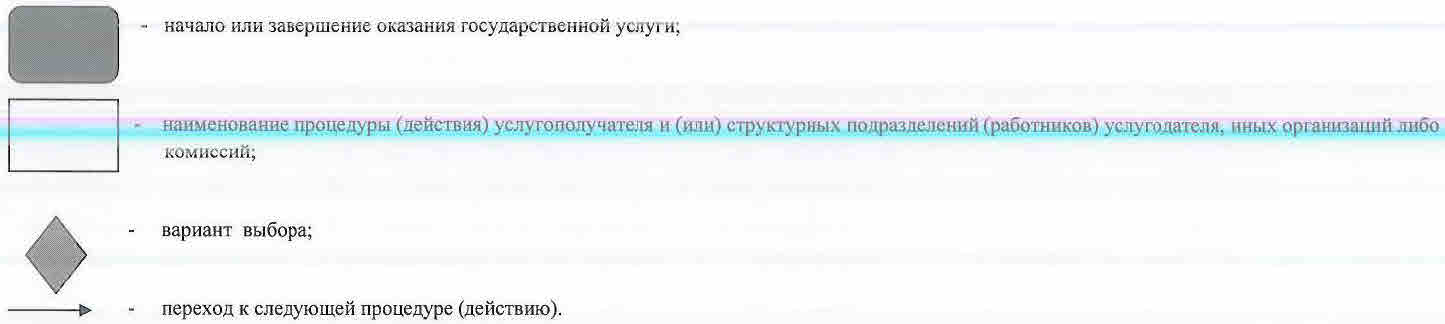 - начало или завершение оказания государственной услуги;
- наименование процедуры (действия) услугополучателя и (или) структурных подразделений (работников) услугодателя, иных организаций либо
комиссий;
- вариант выбора;
- переход к следующей процедуре (действию).